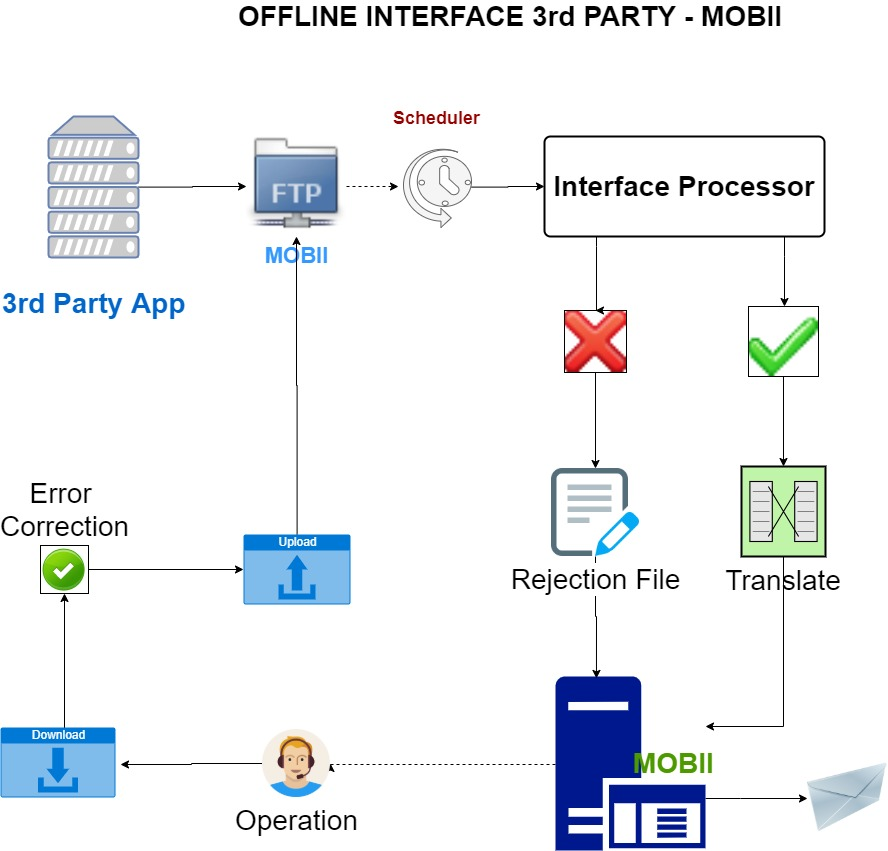 OFFLINE INTERFACE 3rd PARTY - MOBII
Scheduler
FTP
Interface Processor
MOBII
3rd Party App
Error
Correction
Upload
Rejection File
Translate
Download
MOBII
Operation